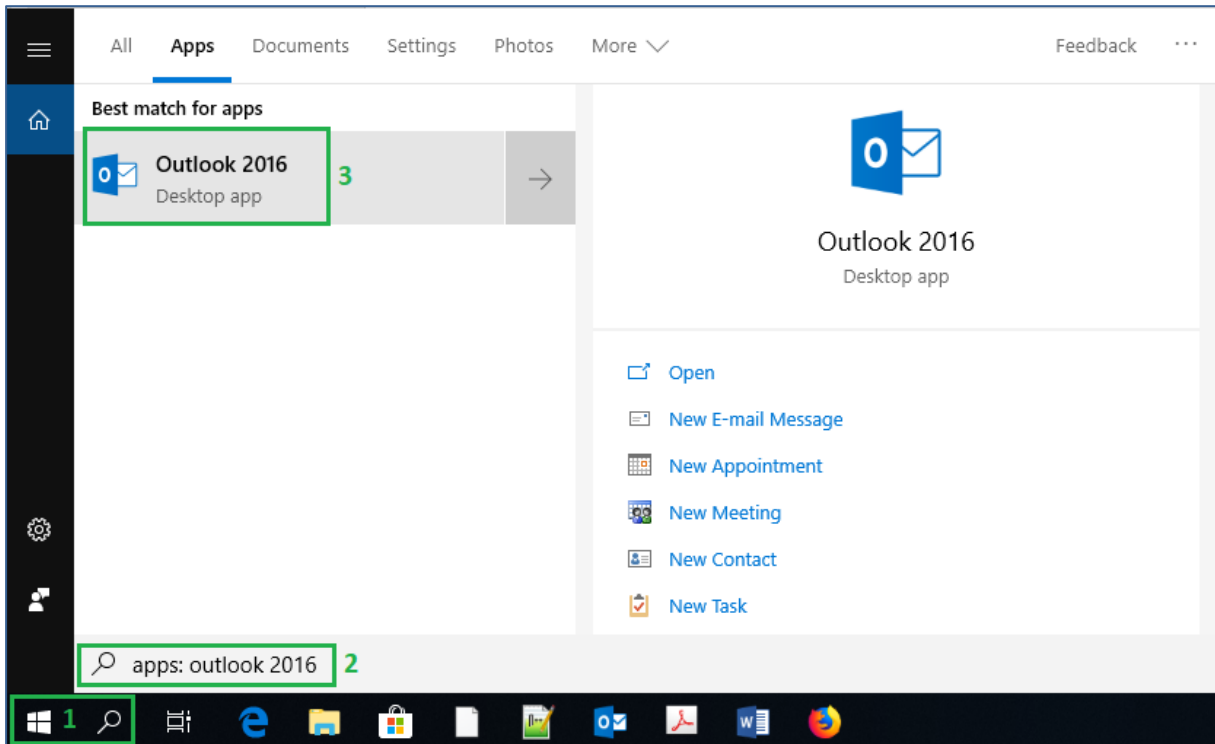 All Apps Documents Settings Photos More Feedback ...
Best match for apps
Outlook 2016
Desktop app
3
Outlook 2016
Desktop app
Open
New E-mail Message
New Appointment
New Meeting
New Contact
New Task
apps: outlook 2016 2
1